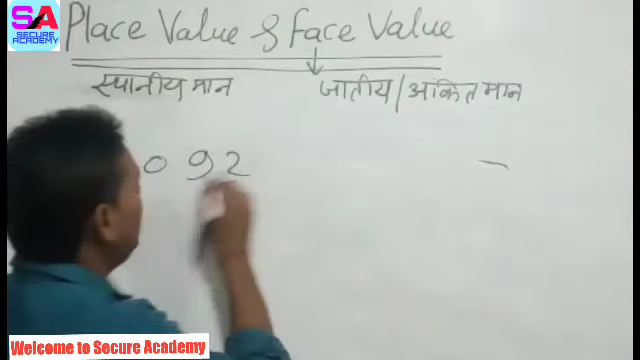 SA
SECURE
ACADEMY
Place Value & Face Value
स्थानीय मान जातीय/आंकित मान
0 9 2
Welcome to Secure Academy